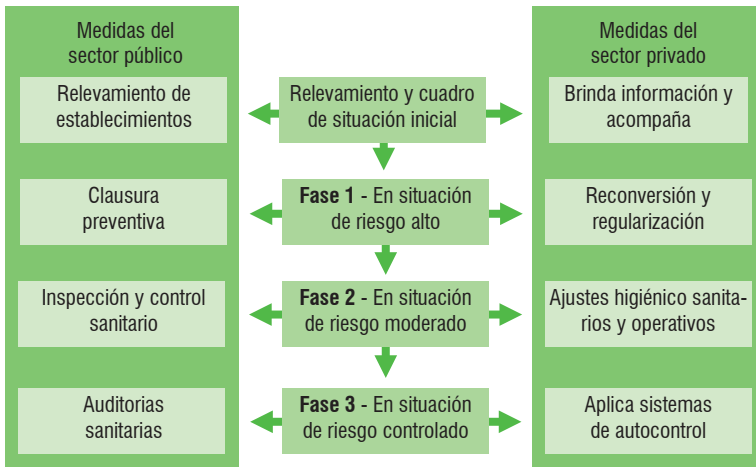 Medidas del
sector público
Medidas del
sector privado
Relevamiento de
establecimientos
Relevamiento y cuadro
de situación inicial
Brinda información y
acompaña
Clausura
preventiva
Fase 1 - En situación
de riesgo alto
Reconversión y
regularización
Inspección y control
sanitario
Fase 2 - En situación
de riesgo moderado
Ajustes higiénico sanita-
rios y operativos
Auditorias
sanitarias
Fase 3 - En situación
de riesgo controlado
Aplica sistemas
de autocontrol